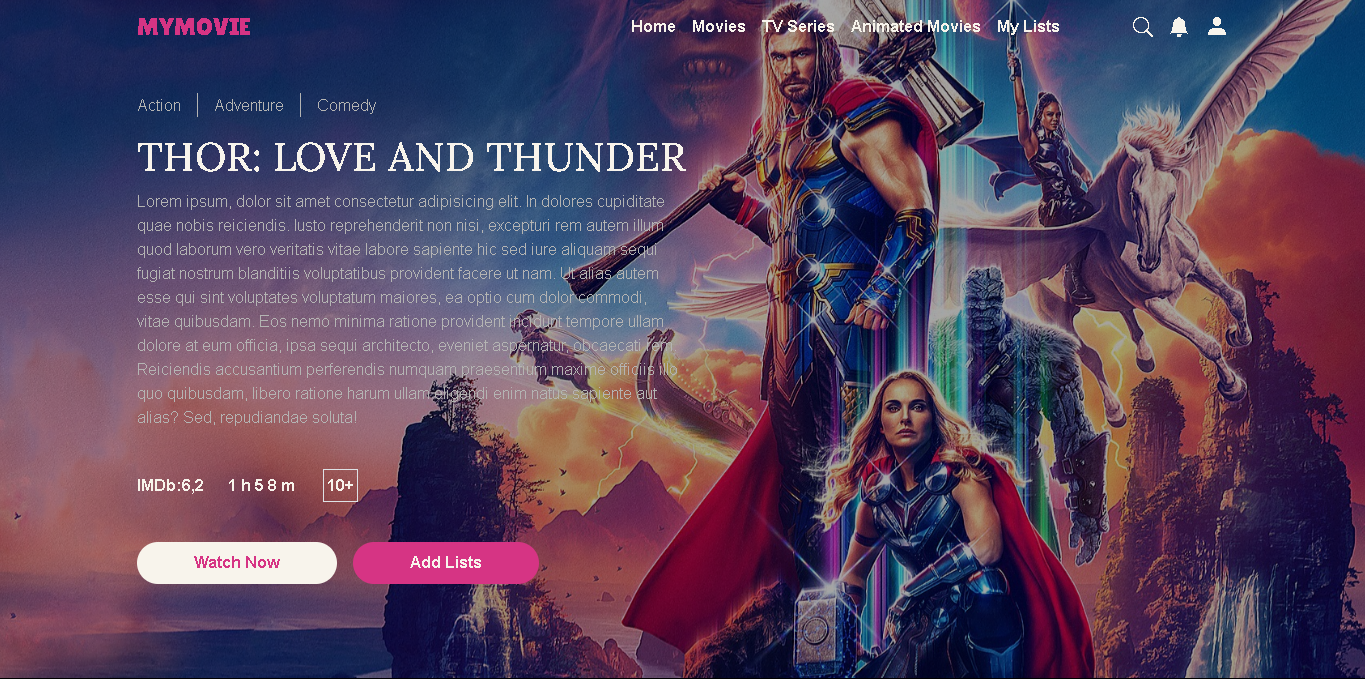 MYMOVIE
Home Movies TV Series Animated Movies My Lists
Action Adventure Comedy
THOR: LOVE AND THUNDER
Lorem ipsum, dolor sit amet consectetur adipisicing elit. In dolores cupiditate
quae nobis reiciendis. Iusto reprehenderit non nisi, excepturi rem autem illum
quod laborum vero veritatis vitae labore sapiente hic sed iure aliquam sequi
fugiat nostrum blanditiis voluptatibus provident facere ut nam. Ut alias autem
esse qui sint voluptates voluptatum maiores, ea optio cum dolor commodi,
vitae quibusdam. Eos nemo minima ratione provident incidunt tempore ullam
dolore at eum officia, ipsa sequi architecto, eveniet aspernatur, obcaecati rem
Reiciendis accusantium perferendis numquam praesentium maxime officiis illo
quo quibusdam, libero ratione harum ullam eligendi enim natus sapiente aut
alias? Sed, repudiandae soluta!
IMDb:6,2 1 h 5 8 m 10+
Watch Now Add Lists